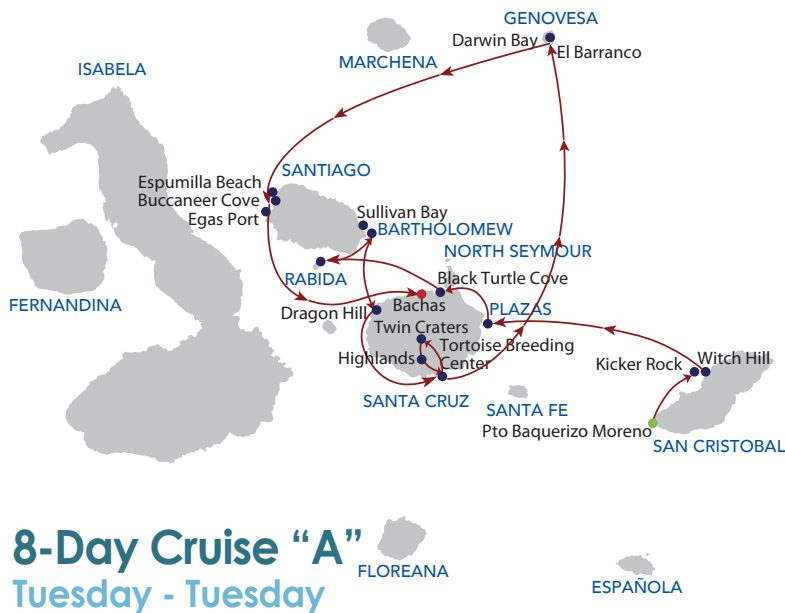 GENOVESA
Darwin Bay
El Barranco
MARCHENA
ISABELA
SANTIAGO
Espumilla Beach
Buccaneer Cove
Egas Port
Sullivan Bay
BARTHOLOMEW
NORTH SEYMOUR
RABIDA
Black Turtle Cove
FERNANDINA
Dragon Hill
Bachas
PLAZAS
Twin Craters
Tortoise Breeding
Center
Highlands
Kicker Rock
Witch Hill
SANTA CRUZ
SANTA FE
Pto Baquerizo Moreno
SAN CRISTOBAL
8-Day Cruise “A”
Tuesday - Tuesday
FLOREANA
ESPAÑOLA